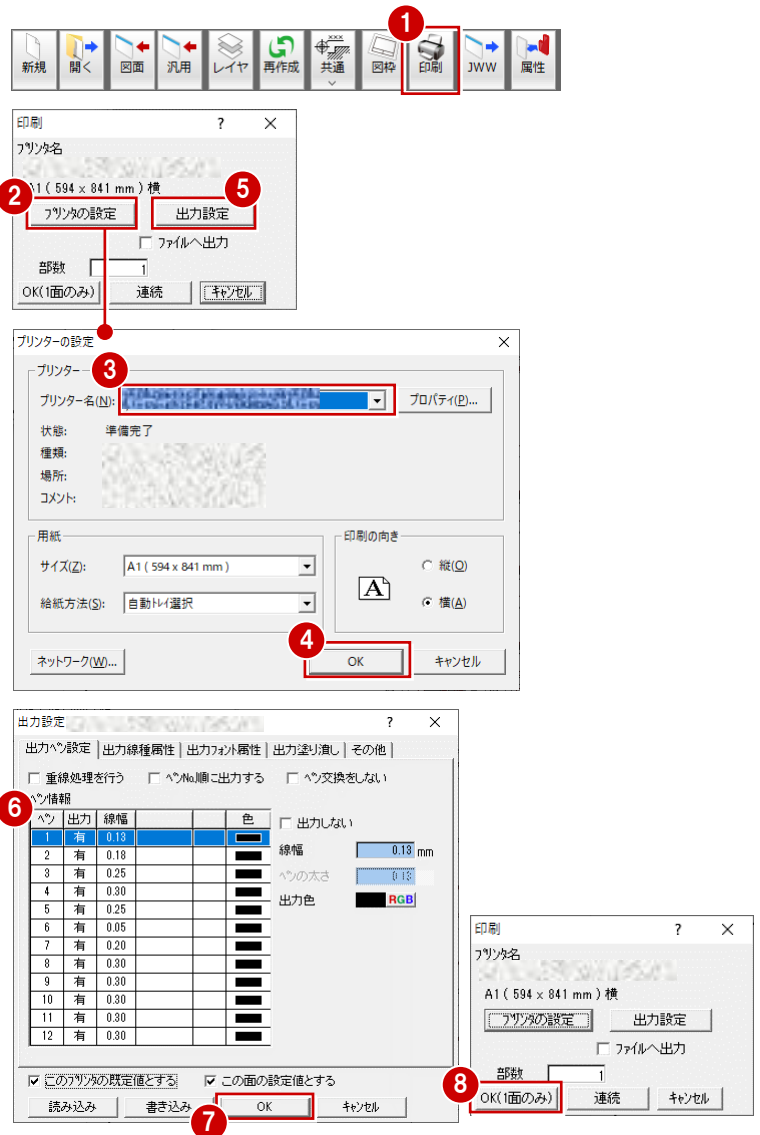 1
新規 開く 図面 汎用 レイヤ 再作成 共通 図枠 印刷 JWW 属性
印刷 ? ×
プリンタ名
A1 ( 594 x 841 mm ) 横
2 5
プリンタの設定 出力設定
ファイルへ出力
部数 1
OK(1面のみ) 連続 キャンセル
プリンターの設定 ×
プリンター
3
プリンター名(N): プロパティ(P)...
状態: 準備完了
種類:
場所:
コメント:
用紙 印刷の向き
サイズ(Z): A1 ( 594 x 841 mm ) 縦(O)
A
給紙方法(S): 自動トレイ選択 横(A)
4
ネットワーク(W)... OK キャンセル
出力設定 ? ×
出力ペン設定 出力線種属性 出力フォント属性 出力塗り潰し その他
重線処理を行う ペンNo.順に出力する ペン交換をしない
ペン情報
6
ペン 出力 線幅 色 出力しない
1 有 0.13
線幅 0.13 mm
2 有 0.18
ペンの太さ 0.13
3 有 0.25
4 有 0.30
出力色 RGB
5 有 0.25
6 有 0.05
7 有 0.20
8 有 0.30
9 有 0.30
10 有 0.30
11 有 0.30
12 有 0.30
このプリンタの既定値とする この面の設定値とする
読み込み 書き込み OK キャンセル
7
印刷 ? ×
プリンタ名
A1 ( 594 x 841 mm ) 横
プリンタの設定 出力設定
ファイルへ出力
部数 1
8
OK(1面のみ) 連続 キャンセル